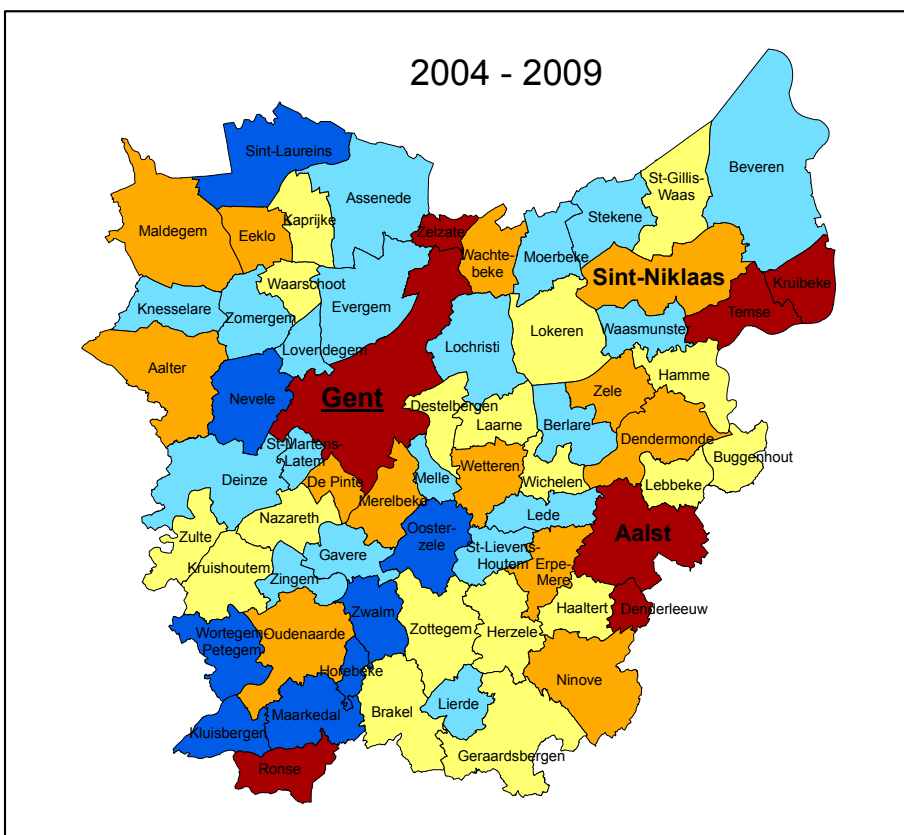 2004 - 2009
Sint-Laureins
Beveren
St-Gillis-
Waas
Assenede
Stekene
Kaprijke
Maldegem
Eeklo
Zelzate
Wachte-
beke
Moerbeke
Sint-Niklaas
Kruibeke
Waarschoot
Knesselare
Zomergem
Evergem
Temse
Lokeren
Waasmunster
Lovendegem
Lochristi
Aalter
Hamme
Nevele
Gent
Zele
Destelbergen
Laarne
Berlare
Dendermonde
St-Martens-
Latem
Buggenhout
Deinze
De Pinte
Melle
Wetteren
Wichelen
Lebbeke
Merelbeke
Nazareth
Lede
Zulte
Ooster-
zele
Aalst
Gavere
St-Lievens-
Houtem
Erpe-
Mere
Kruishoutem
Zingem
Zwalm
Haaltert
Denderleeuw
Wortegem-
Petegem
Oudenaarde
Zottegem
Herzele
Horebeke
Ninove
Maarkedal
Brakel
Lierde
Kluisbergen
Geraardsbergen
Ronse